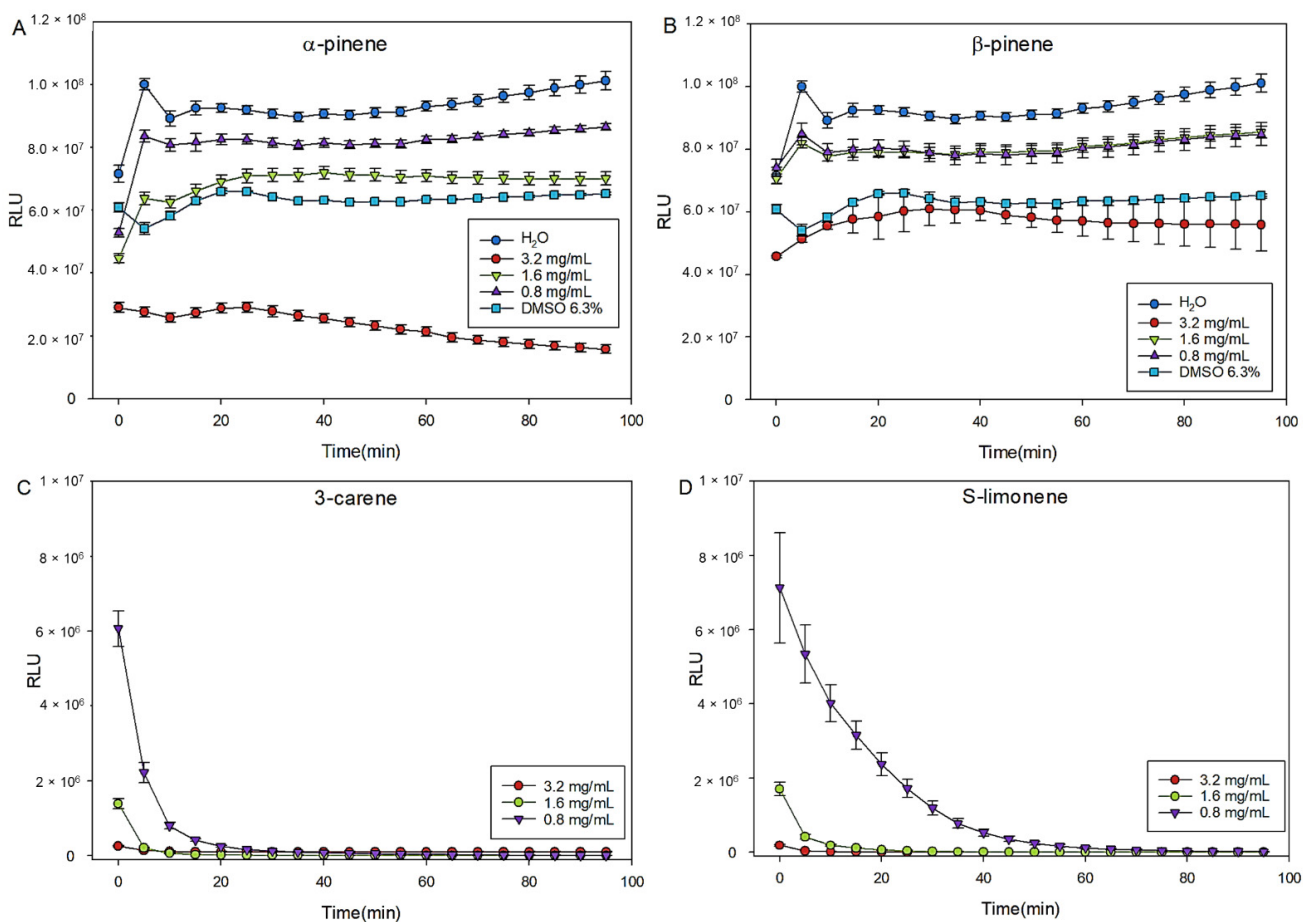 A
α-pinene
1.2 × 10⁸
1.0 × 10⁸
8.0 × 10⁷
6.0 × 10⁷
4.0 × 10⁷
2.0 × 10⁷
0
RLU
H₂O
3.2 mg/mL
1.6 mg/mL
0.8 mg/mL
DMSO 6.3%
0 20 40 60 80 100
Time(min)
B
β-pinene
1.2 × 10⁸
1.0 × 10⁸
8.0 × 10⁷
6.0 × 10⁷
4.0 × 10⁷
2.0 × 10⁷
0
RLU
H₂O
3.2 mg/mL
1.6 mg/mL
0.8 mg/mL
DMSO 6.3%
0 20 40 60 80 100
Time(min)
C
3-carene
1 × 10⁷
8 × 10⁶
6 × 10⁶
4 × 10⁶
2 × 10⁶
0
RLU
3.2 mg/mL
1.6 mg/mL
0.8 mg/mL
0 20 40 60 80 100
Time(min)
D
S-limonene
1 × 10⁷
8 × 10⁶
6 × 10⁶
4 × 10⁶
2 × 10⁶
0
RLU
3.2 mg/mL
1.6 mg/mL
0.8 mg/mL
0 20 40 60 80 100
Time(min)